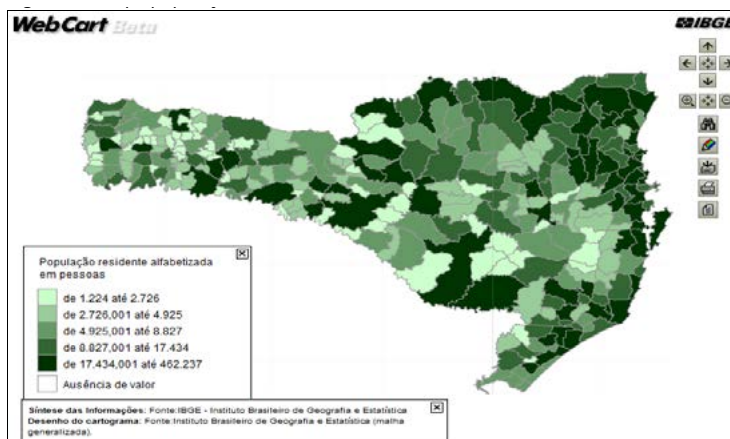 WebCart Beta
IBGE
População residente alfabetizada
em pessoas
de 1.224 até 2.726
de 2.726,001 até 4.925
de 4.925,001 até 8.827
de 8.827,001 até 17.434
de 17.434,001 até 462.237
Ausência de valor
Síntese das Informações: Fonte:IBGE - Instituto Brasileiro de Geografia e Estatística
Desenho do cartograma: Fonte:Instituto Brasileiro de Geografia e Estatística (malha
generalizada).